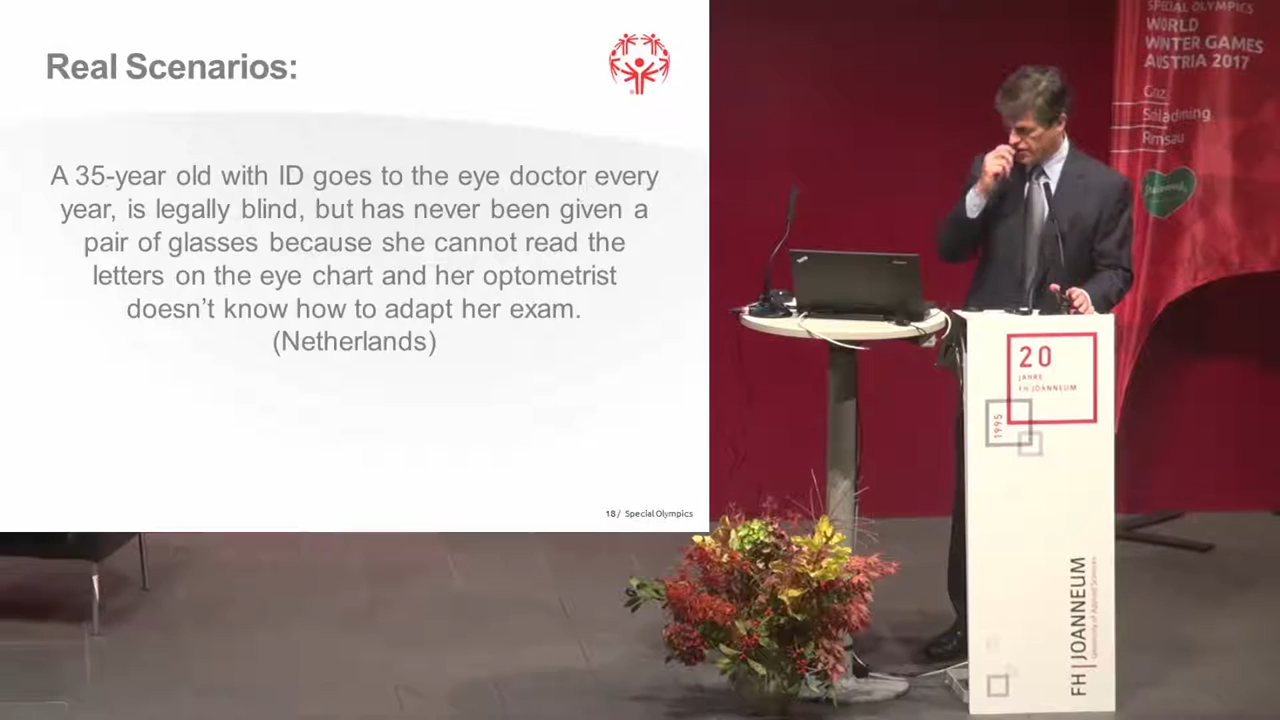 Real Scenarios:
A 35-year old with ID goes to the eye doctor every
year, is legally blind, but has never been given a
pair of glasses because she cannot read the
letters on the eye chart and her optometrist
doesn’t know how to adapt her exam.
(Netherlands)
18 / Special Olympics
SPECIAL OLYMPICS
WORLD
WINTER GAMES
AUSTRIA 2017
Graz
Schladming
Ramsau
20
JAHRE
FH JOANNEUM
1995
FH | JOANNEUM
University of Applied Sciences